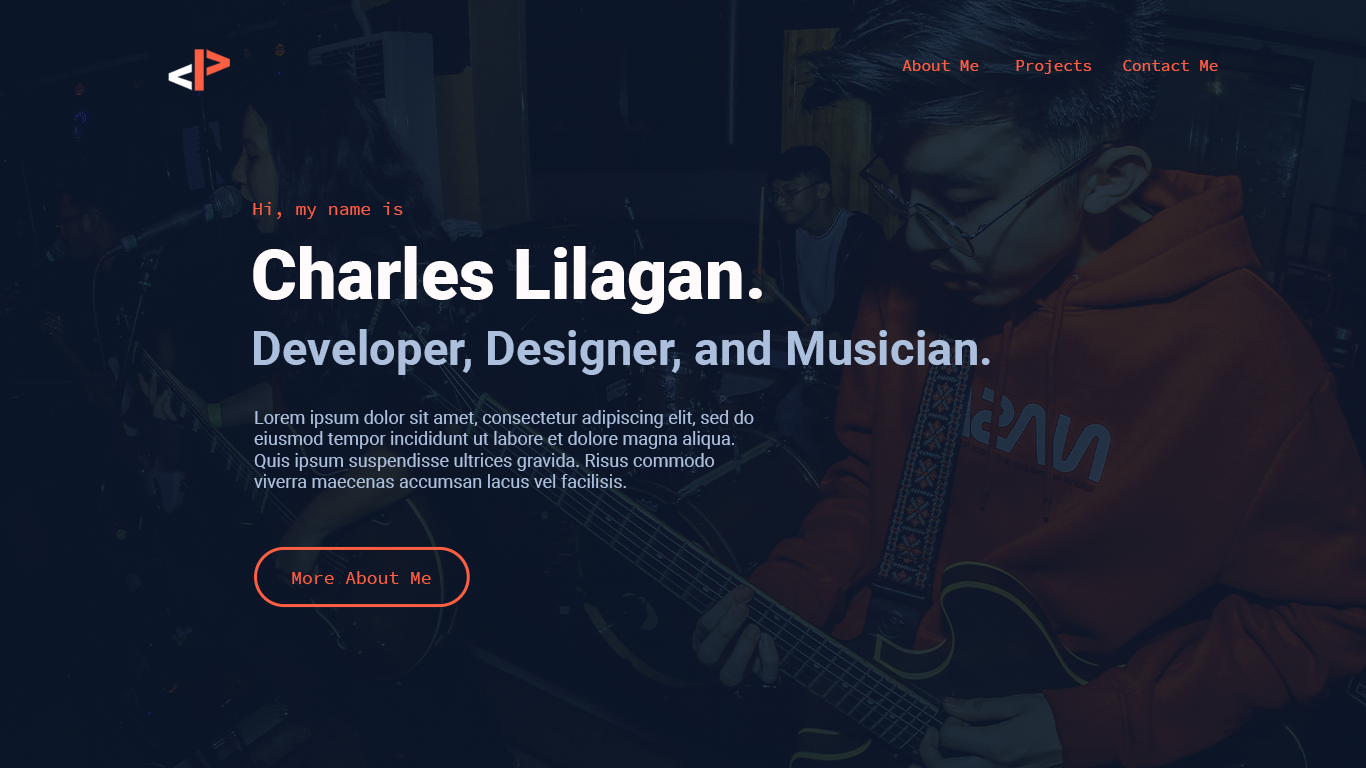 About Me Projects Contact Me
Hi, my name is
Charles Lilagan.
Developer, Designer, and Musician.
Lorem ipsum dolor sit amet, consectetur adipiscing elit, sed do
eiusmod tempor incididunt ut labore et dolore magna aliqua.
Quis ipsum suspendisse ultrices gravida. Risus commodo
viverra maecenas accumsan lacus vel facilisis.
More About Me